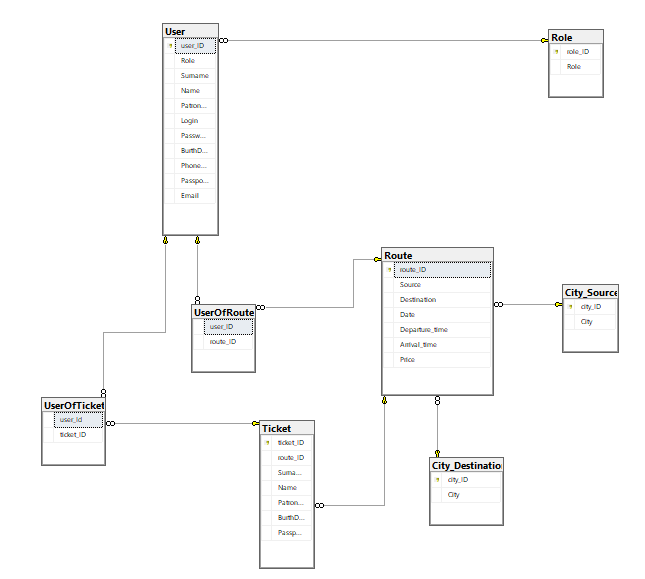 User
user_ID
Role
Surname
Name
Patron...
Login
Passw...
BurthD...
Phone...
Passpo...
Email
Role
role_ID
Role
Route
route_ID
Source
Destination
Date
Departure_time
Arrival_time
Price
City_Source
city_ID
City
UserOfRoute
user_ID
route_ID
UserOfTicket
user_Id
ticket_ID
Ticket
ticket_ID
route_ID
Surna...
Name
Patron...
BurthD...
Passp...
City_Destinatio
city_ID
City